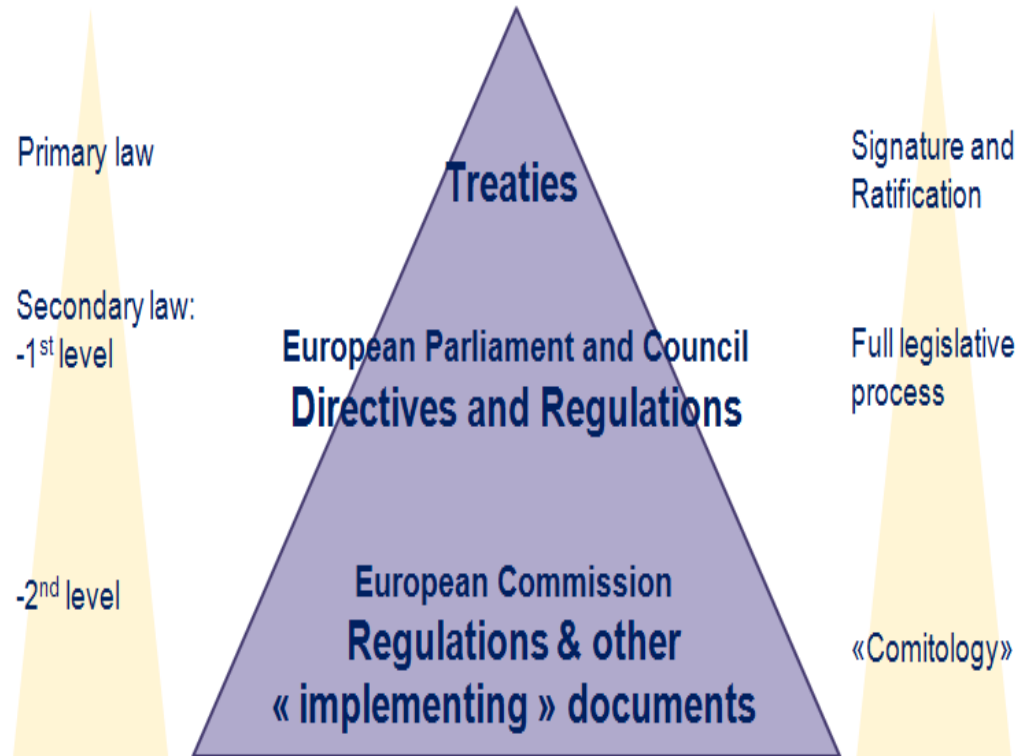 Primary law
Treaties
Signature and
Ratification
Secondary law:
-1st level
European Parliament and Council
Directives and Regulations
Full legislative
process
-2nd level
European Commission
Regulations & other
« implementing » documents
«Comitology»